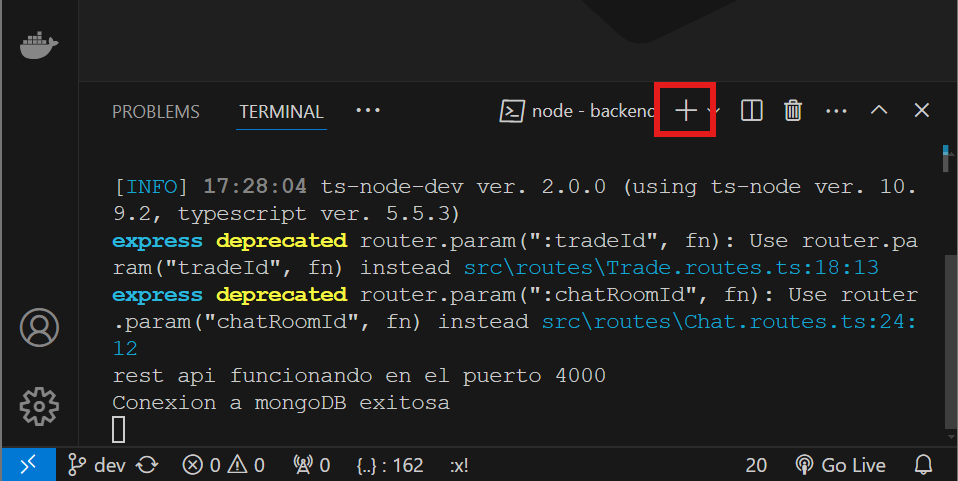 PROBLEMS TERMINAL ··· node - backend
[INFO] 17:28:04 ts-node-dev ver. 2.0.0 (using ts-node ver. 10.
9.2, typescript ver. 5.5.3)
express deprecated router.param(":tradeId", fn): Use router.pa
ram("tradeId", fn) instead src\routes\Trade.routes.ts:18:13
express deprecated router.param(":chatRoomId", fn): Use router
.param("chatRoomId", fn) instead src\routes\Chat.routes.ts:24:
12
rest api funcionando en el puerto 4000
Conexion a mongoDB exitosa
dev 0 0 0 {..} : 162 :x! 20 Go Live